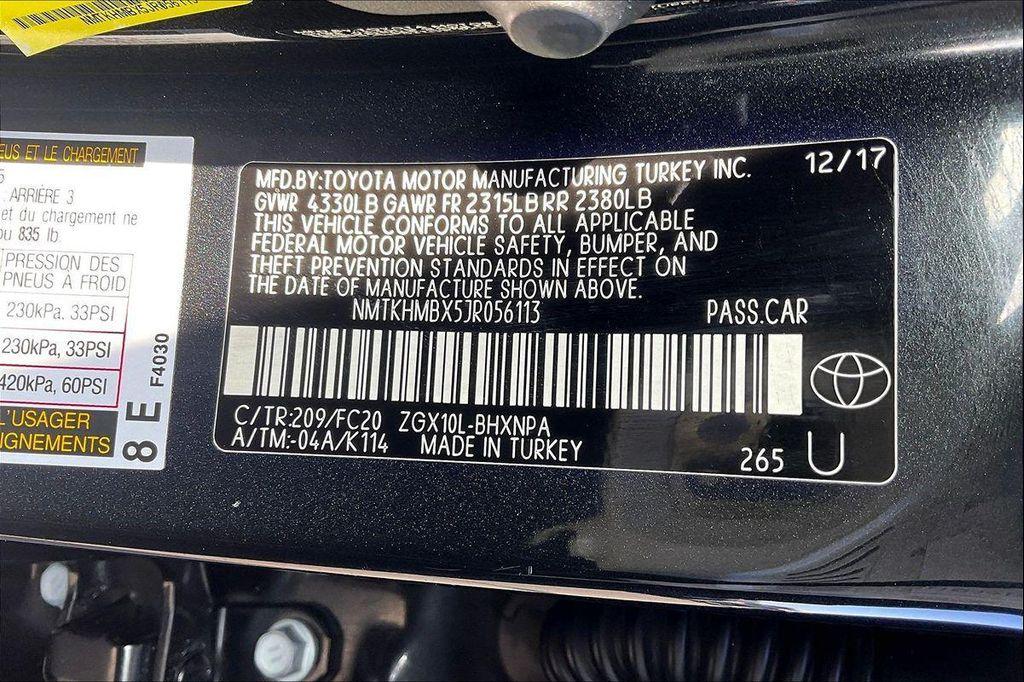 EUS ET LE CHARGEMENT
5
: ARRIÈRE 3
et du chargement ne
ou 835 lb.
PRESSION DES
PNEUS À FROID
230kPa. 33PSI
230kPa, 33PSI
420kPa, 60PSI
L'USAGER
IGNEMENTS
8 E
F4030
12/17
MFD.BY:TOYOTA MOTOR MANUFACTURING TURKEY INC.
GVWR 4330LB GAWR FR 2315LB RR 2380LB
THIS VEHICLE CONFORMS TO ALL APPLICABLE
FEDERAL MOTOR VEHICLE SAFETY, BUMPER, AND
THEFT PREVENTION STANDARDS IN EFFECT ON
THE DATE OF MANUFACTURE SHOWN ABOVE.
NMTKHMBX5JR056113 PASS.CAR
C/TR:209/FC20 ZGX10L-BHXNPA
A/TM:-04A/K114 MADE IN TURKEY
265 U